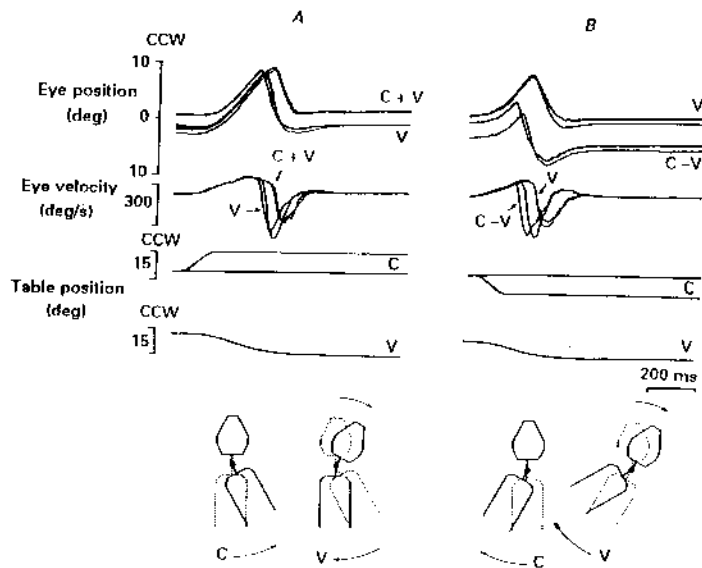 A
B
CCW
10
Eye position
(deg)
0
C + V
V
V
10
C–V
Eye velocity
(deg/s)
300
C + V
V
V
C–V
CCW
15
C
C
Table position
(deg)
CCW
15
V
V
200 ms
C
V
C
V